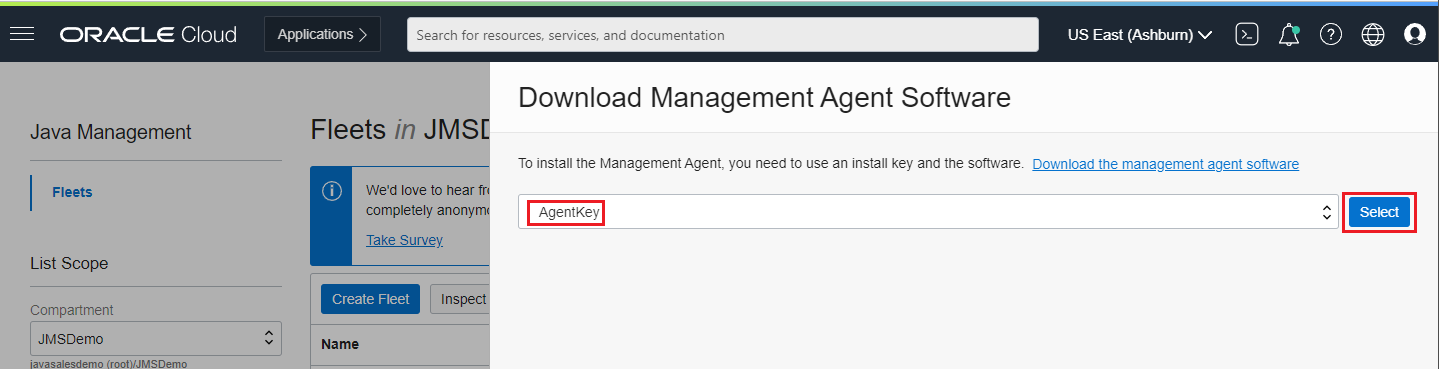 ORACLE Cloud
Applications
Search for resources, services, and documentation
US East (Ashburn)
Java Management
Fleets
List Scope
Compartment
JMSDemo
javasalesdemo (root)/JMSDemo
Fleets in JMSD
We'd love to hear fr
completely anonym
Take Survey
Create Fleet
Inspect
Name
Download Management Agent Software
To install the Management Agent, you need to use an install key and the software. Download the management agent software
AgentKey
Select